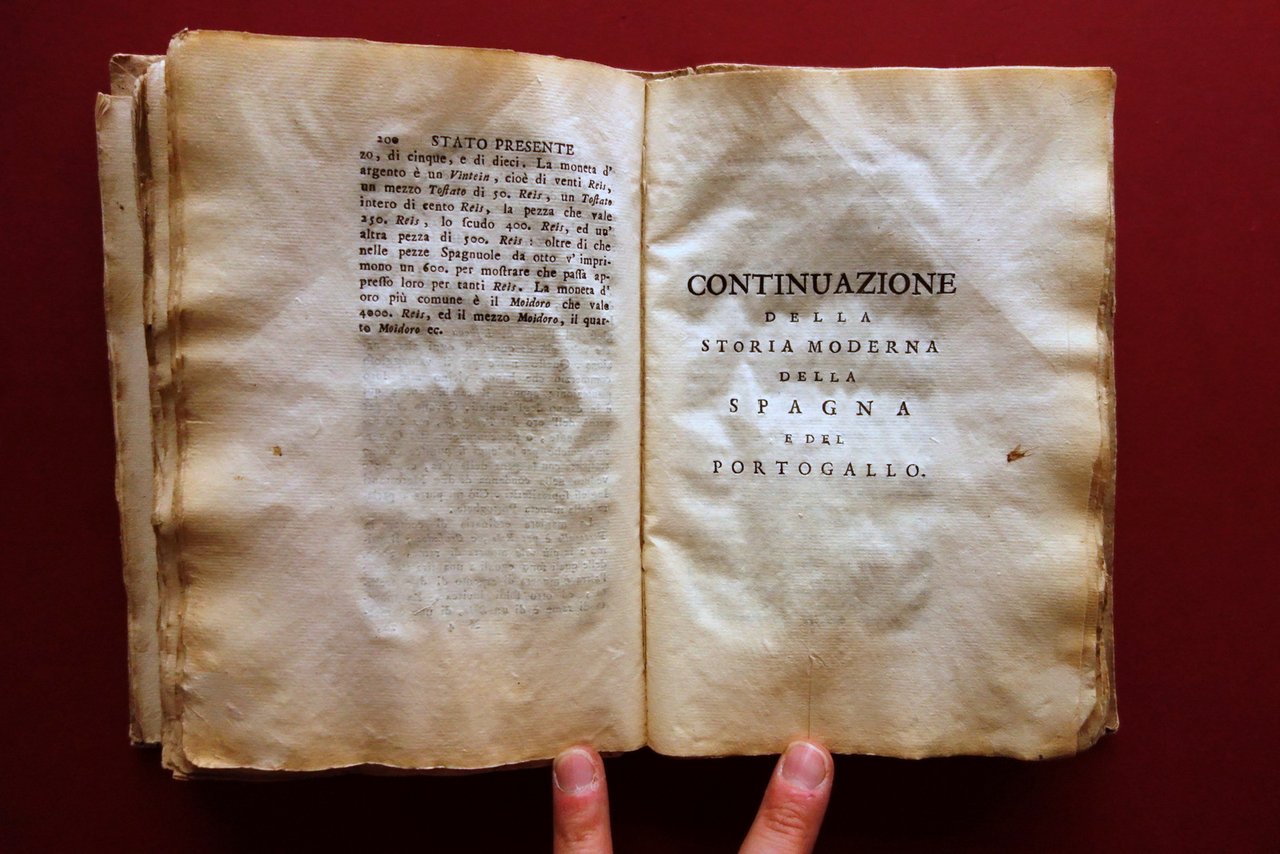 200 STATO PRESENTE
zo, di cinque, e di dieci. La moneta d'
argento è un Vintein, cioè di venti Reis,
un mezzo Toſtato di 50. Reis, un Toſtato
intero di cento Reis, la pezza che vale
250. Reis, lo ſcudo 400. Reis, ed un'
altra pezza di 500. Reis: oltre di che
nelle pezze Spagnuole da otto v'impri-
mono un 600. per moſtrare che paſſa ap-
preſſo loro per tanti Reis. La moneta d'
oro più comune è il Moidoro che vale
4000. Reis, ed il mezzo Moidoro, il quar-
to Moidoro ec.
CONTINUAZIONE
DELLA
STORIA MODERNA
DELLA
SPAGNA
E DEL
PORTOGALLO.